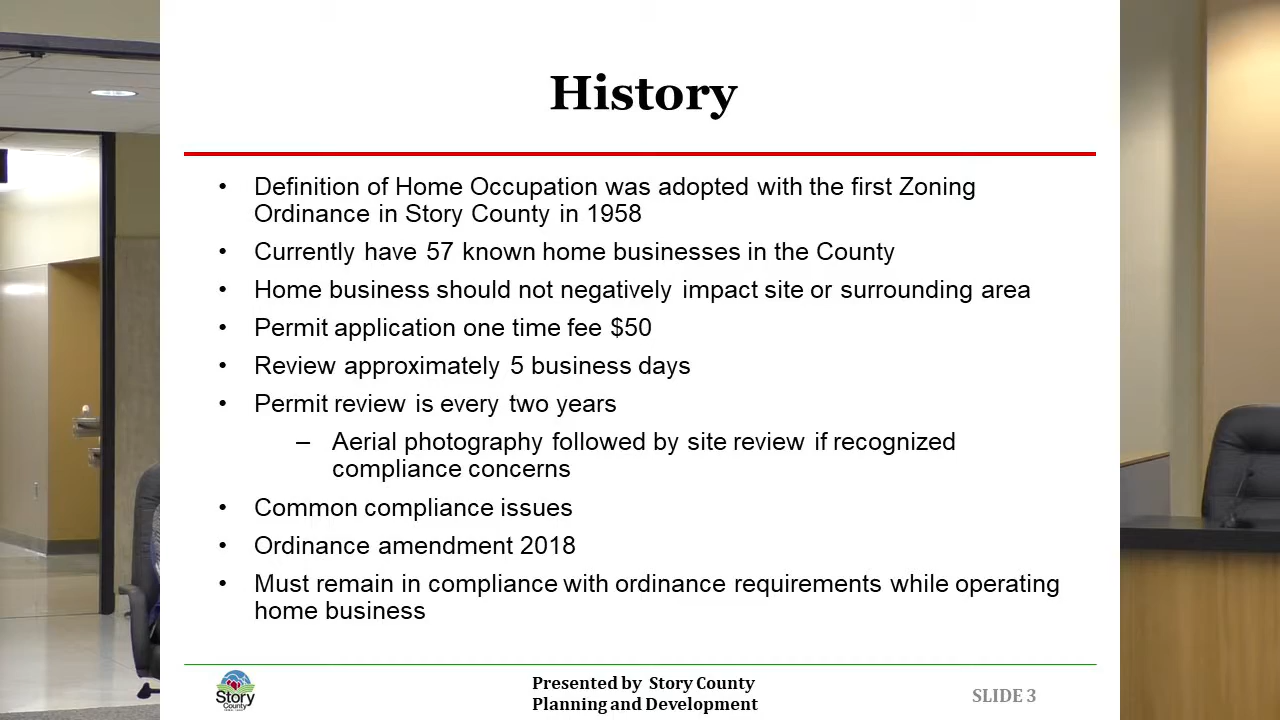 History
• Definition of Home Occupation was adopted with the first Zoning
Ordinance in Story County in 1958
• Currently have 57 known home businesses in the County
• Home business should not negatively impact site or surrounding area
• Permit application one time fee $50
• Review approximately 5 business days
• Permit review is every two years
– Aerial photography followed by site review if recognized
compliance concerns
• Common compliance issues
• Ordinance amendment 2018
• Must remain in compliance with ordinance requirements while operating
home business
Story
County
Presented by Story County
Planning and Development
SLIDE 3